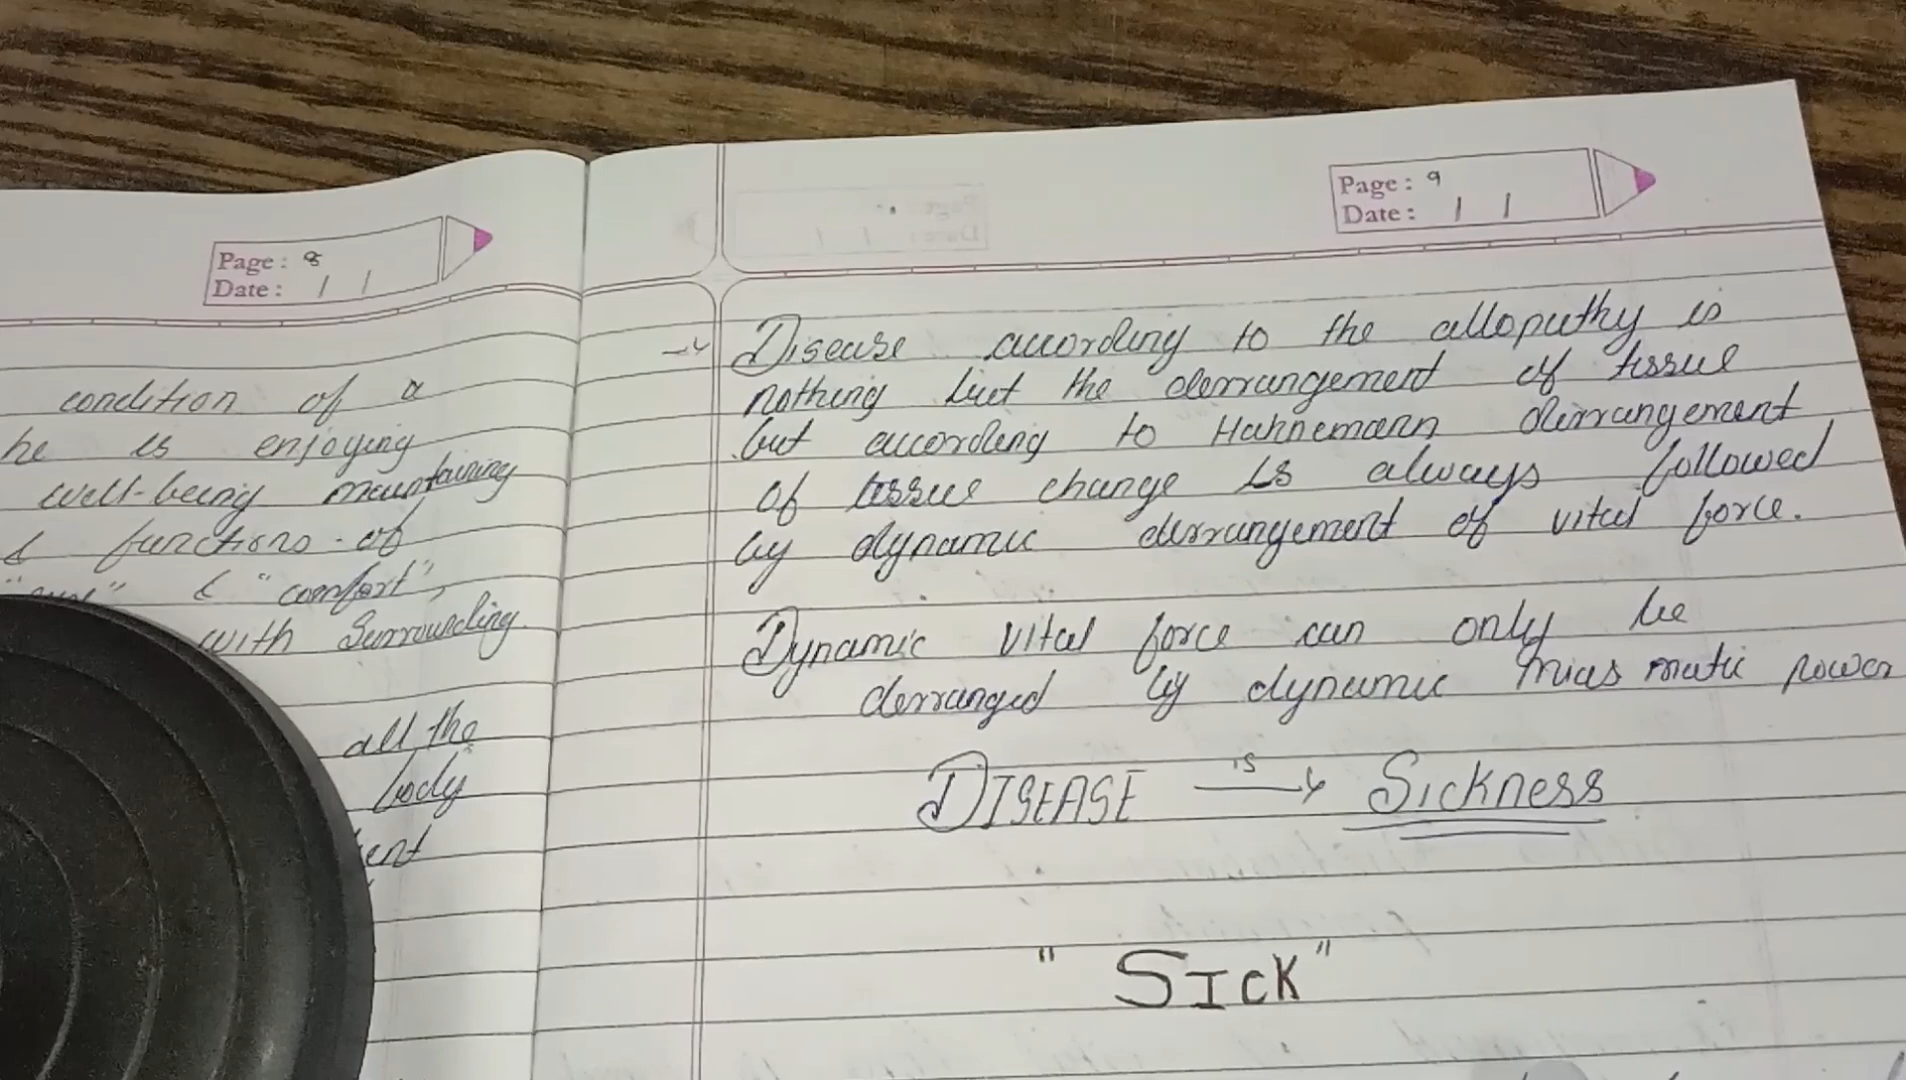 Page : 8
Date : / /
condition of a
he is enjoying
well-being mauntaining
& functions of
& "comfort",
with Surrounding.
all the
body
Page : 9
Date : / /
→ Disease according to the allopathy is
nothing but the derrangement of tissue
but according to Hahnemann derrangement
of tissue change is always followed
by dynamic derrangement of vital force.
Dynamic vital force can only be
derranged by dynamic mias matic power
DISEASE is → Sickness
"SICK"